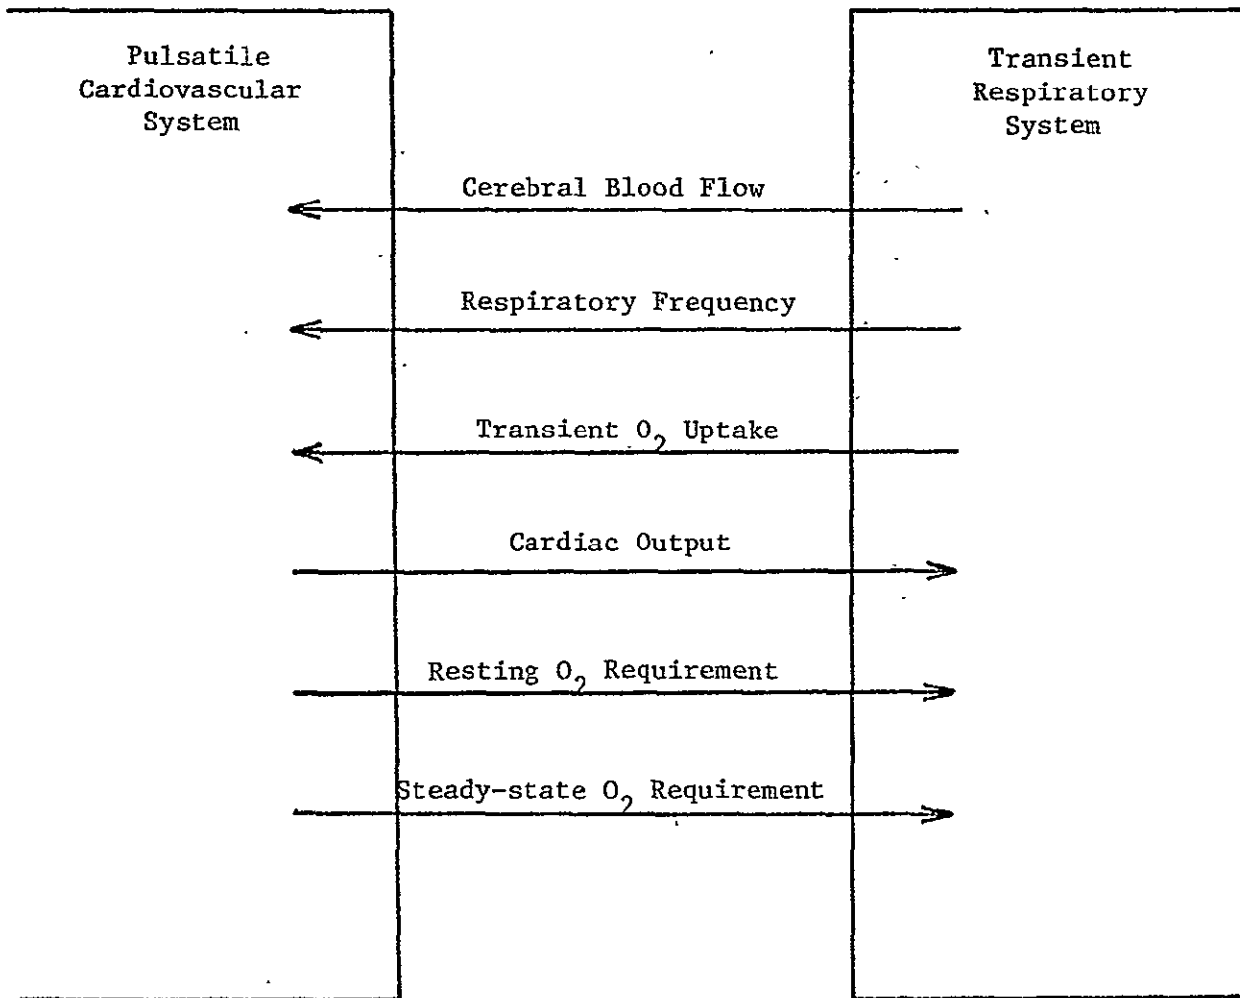 Pulsatile
Cardiovascular
System
Transient
Respiratory
System
Cerebral Blood Flow
Respiratory Frequency
Transient O₂ Uptake
Cardiac Output
Resting O₂ Requirement
Steady-state O₂ Requirement